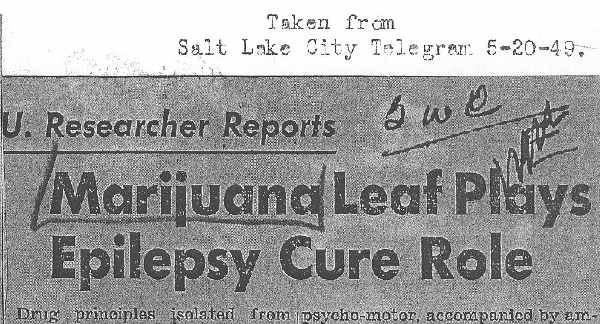 Taken from
Salt Lake City Telegram 5-20-49.
U. Researcher Reports
Marijuana Leaf Plays
Epilepsy Cure Role
Drug principles isolated from psycho-motor, accompanied by am-